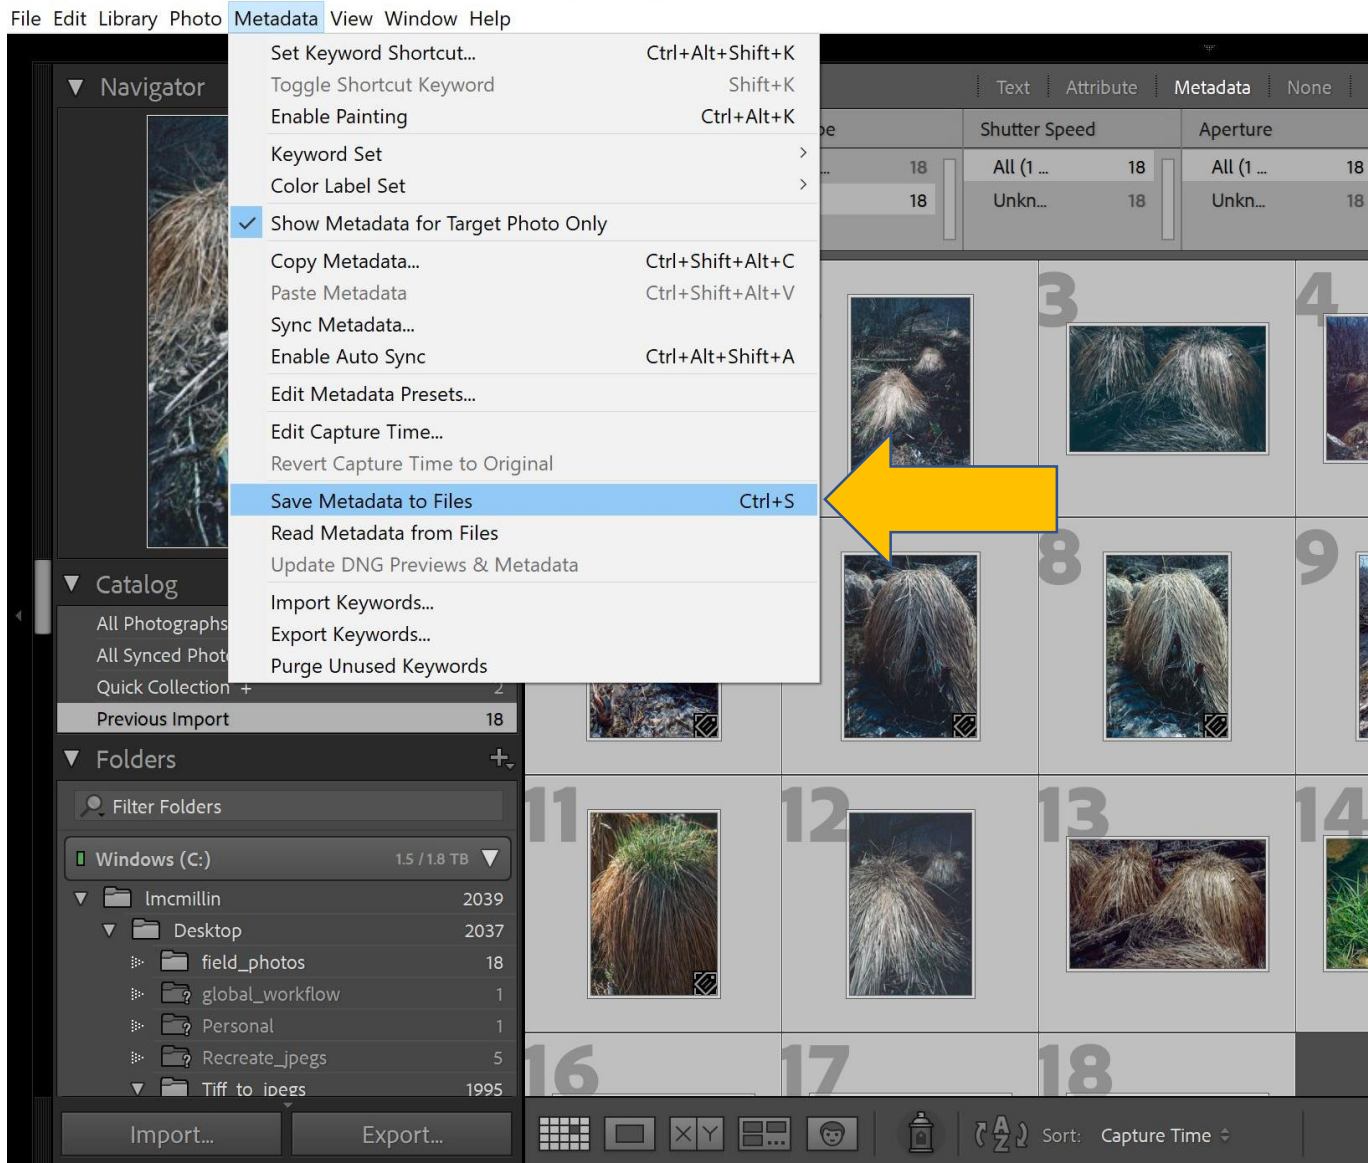 File Edit Library Photo Metadata View Window Help
Set Keyword Shortcut... Ctrl+Alt+Shift+K
Toggle Shortcut Keyword Shift+K
Enable Painting Ctrl+Alt+K
Keyword Set
Color Label Set
Show Metadata for Target Photo Only
Copy Metadata... Ctrl+Shift+Alt+C
Paste Metadata Ctrl+Shift+Alt+V
Sync Metadata...
Enable Auto Sync Ctrl+Alt+Shift+A
Edit Metadata Presets...
Edit Capture Time...
Revert Capture Time to Original
Save Metadata to Files Ctrl+S
Read Metadata from Files
Update DNG Previews & Metadata
Import Keywords...
Export Keywords...
Purge Unused Keywords
Navigator
Text Attribute Metadata None
Shutter Speed Aperture
18 All (1 ... 18 All (1 ... 18
18 Unkn... 18 Unkn... 18
3 4
8 9
11 12 13 14
16 17 18
Catalog
All Photographs
All Synced
Quick Collection + 2
Previous Import 18
Folders +
Filter Folders
Windows (C:) 1.5 / 1.8 TB
lmcmillin 2039
Desktop 2037
field_photos 18
global_workflow 1
Personal 1
Recreate_jpegs 5
Tiff to jpegs 1995
Import... Export... XY AZ Sort: Capture Time